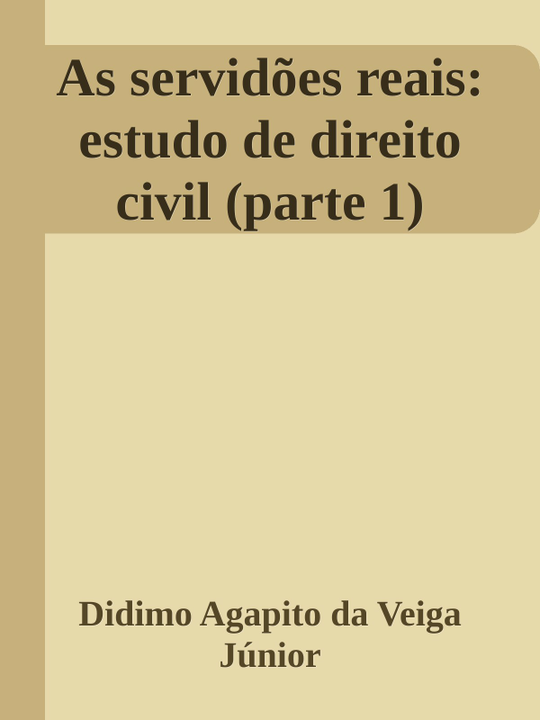 As servidões reais:
estudo de direito
civil (parte 1)
Didimo Agapito da Veiga
Júnior